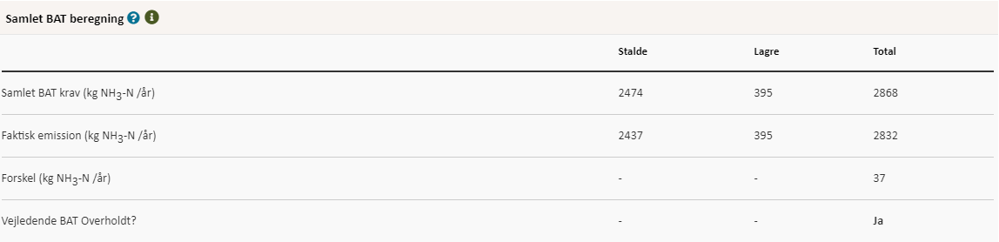 Samlet BAT beregning ? i
Stalde Lagre Total
Samlet BAT krav (kg NH3-N /år) 2474 395 2868
Faktisk emission (kg NH3-N /år) 2437 395 2832
Forskel (kg NH3-N /år) - - 37
Vejledende BAT Overholdt? - - Ja